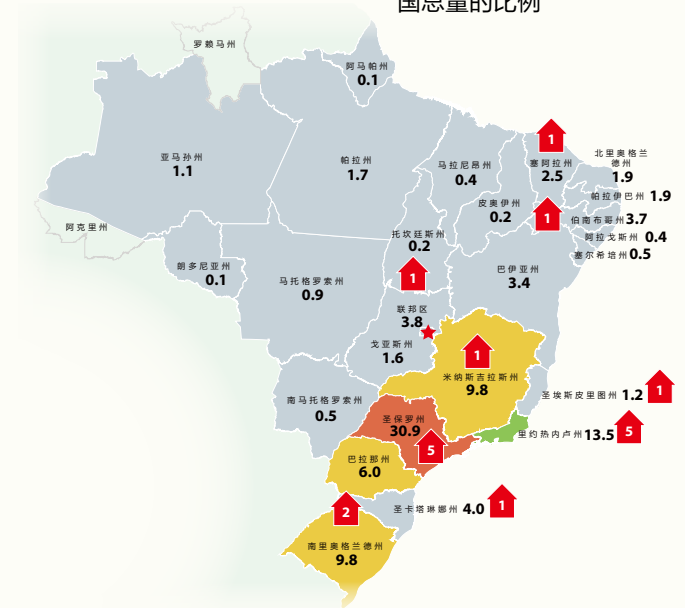 国总量的比例
罗赖马州
阿马帕州
0.1
亚马孙州
1.1
帕拉州
1.7
马拉尼昂州
0.4
1
塞阿拉州
2.5
北里奥格兰
德州
1.9
帕拉伊巴州 1.9
皮奥伊州
0.2
1
伯南布哥州 3.7
阿拉戈斯州 0.4
塞尔希培州 0.5
阿克里州
朗多尼亚州
0.1
托坎廷斯州
0.2
1
马托格罗索州
0.9
巴伊亚州
3.4
联邦区
3.8
戈亚斯州
1.6
1
米纳斯吉拉斯州
9.8
南马托格罗索州
0.5
圣埃斯皮里图州 1.2
1
圣保罗州
30.9
5
里约热内卢州 13.5
5
巴拉那州
6.0
2
圣卡塔琳娜州 4.0
1
南里奥格兰德州
9.8